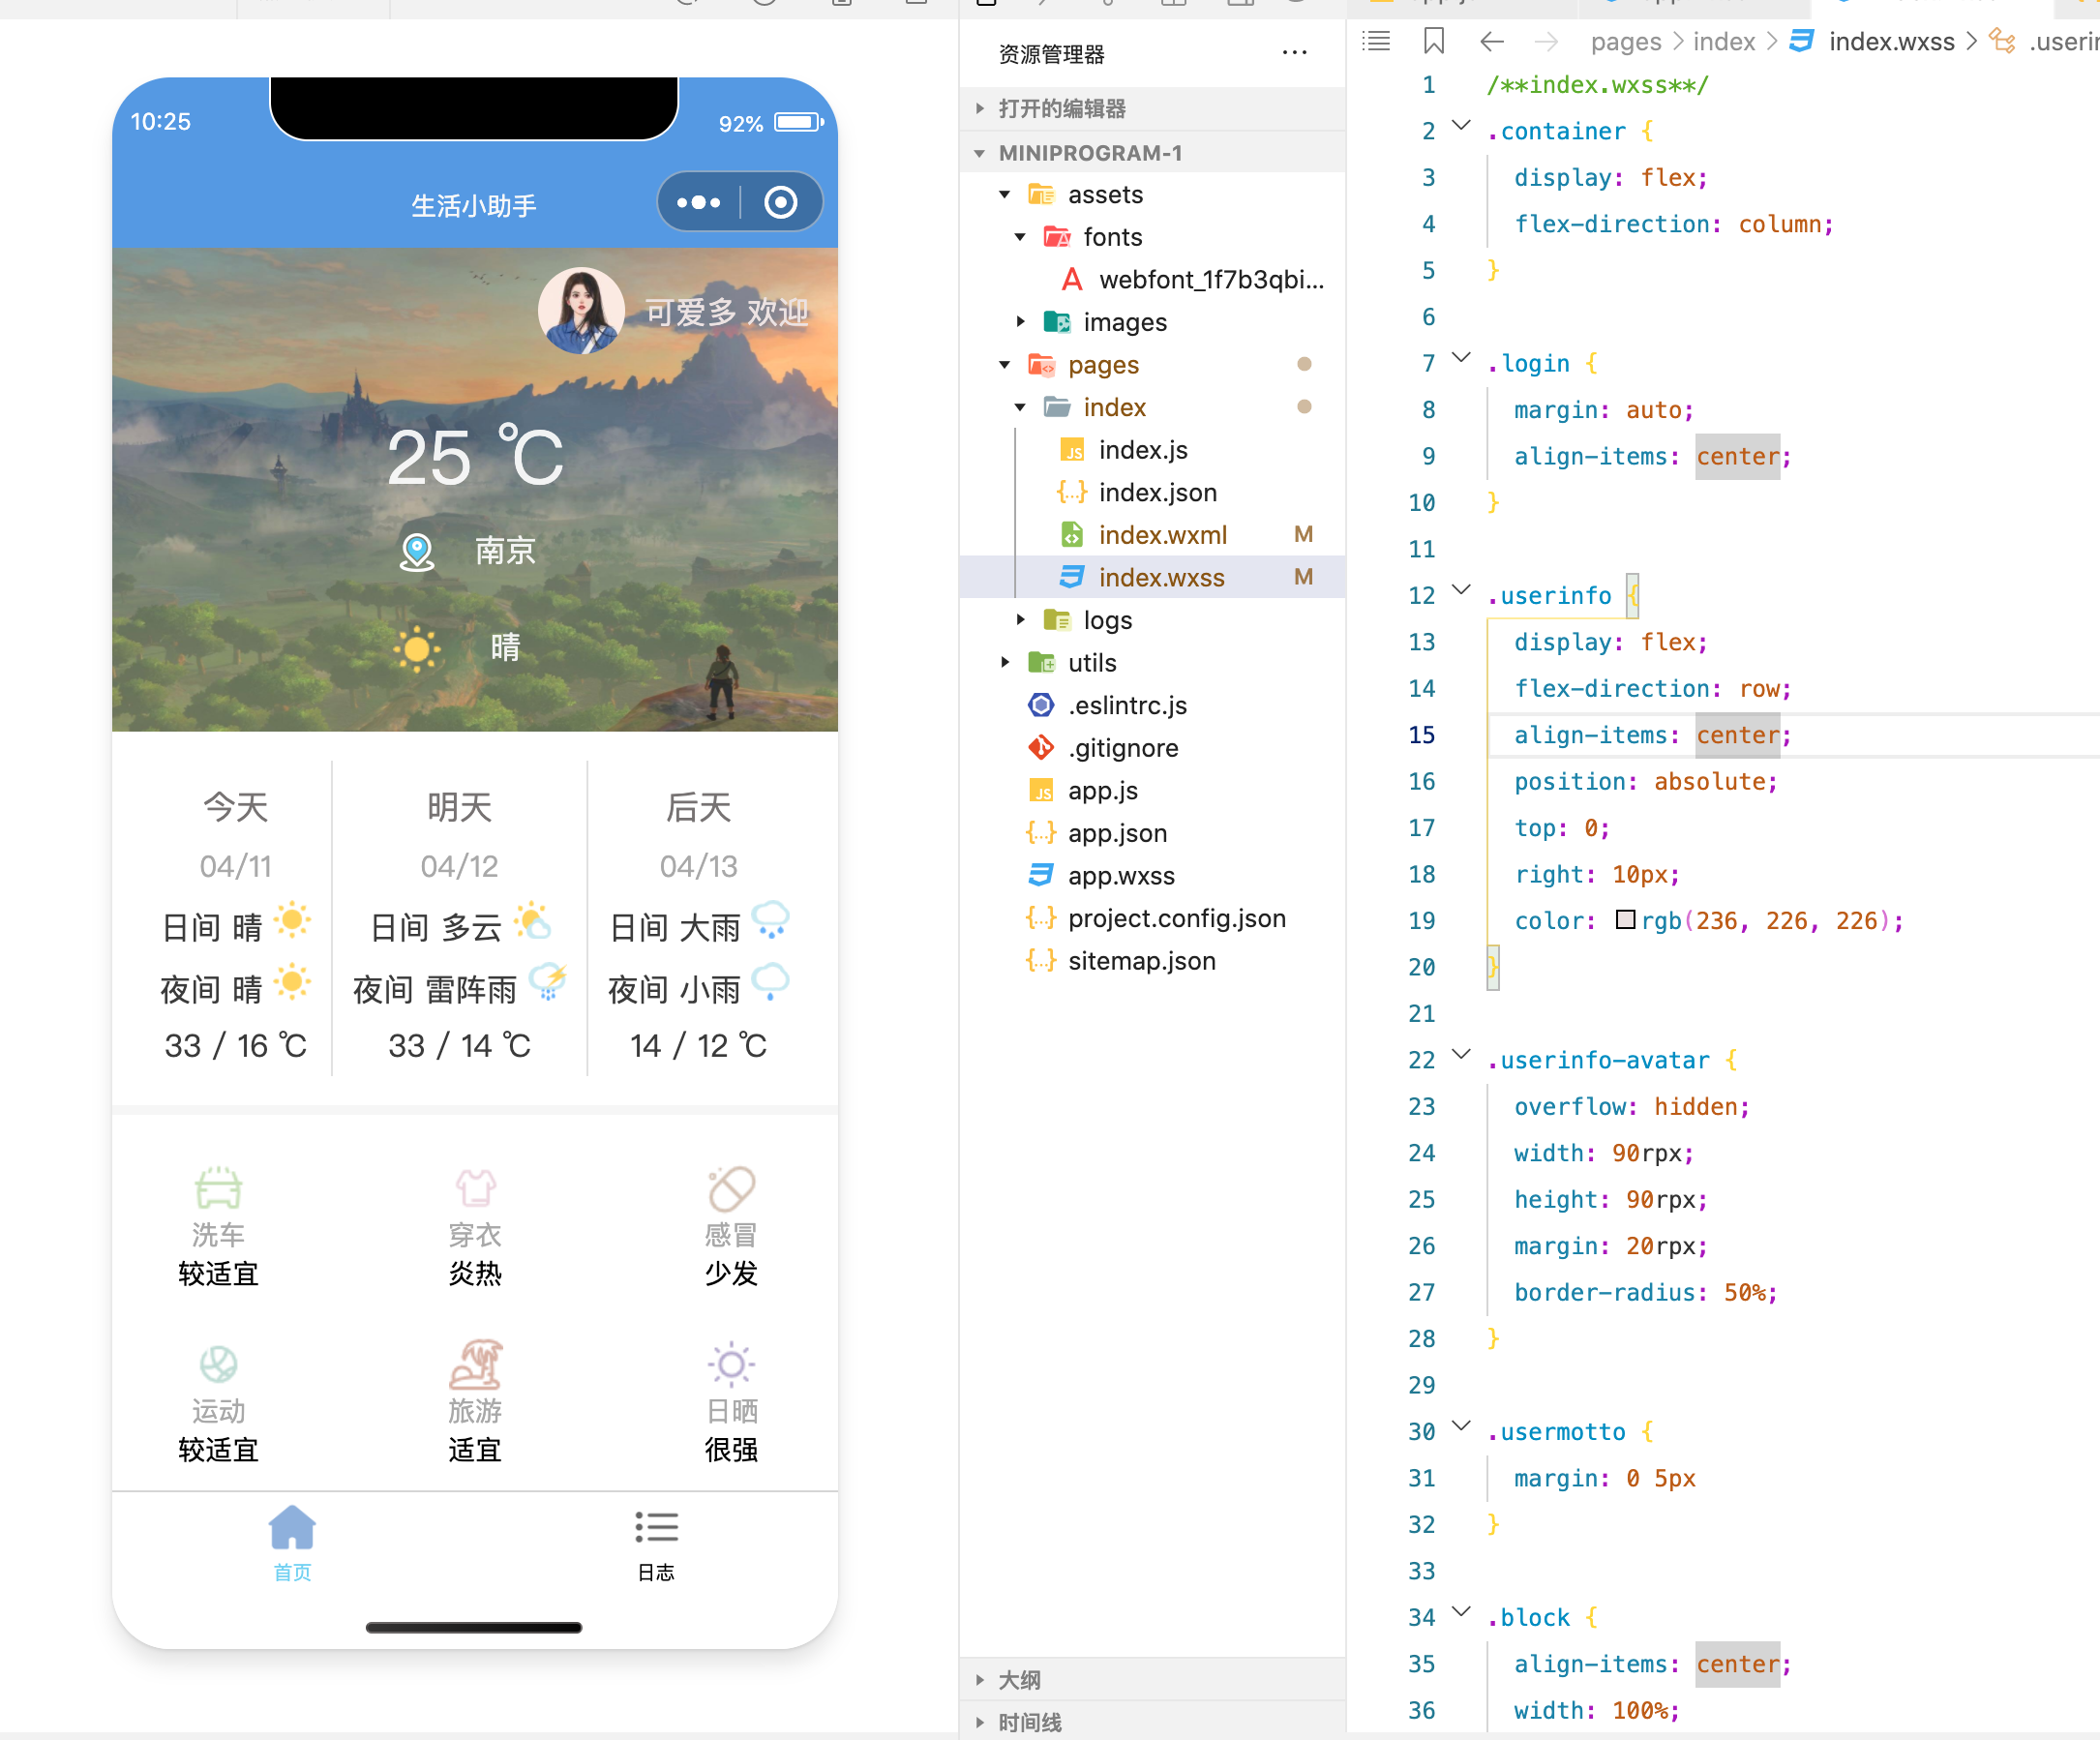 10:25
92%
生活小助手
可爱多 欢迎
25 ℃
南京
晴
今天
04/11
日间 晴
夜间 晴
33 / 16 ℃
明天
04/12
日间 多云
夜间 雷阵雨
33 / 14 ℃
后天
04/13
日间 大雨
夜间 小雨
14 / 12 ℃
洗车
较适宜
穿衣
炎热
感冒
少发
运动
较适宜
旅游
适宜
日晒
很强
首页
日志
资源管理器
打开的编辑器
MINIPROGRAM-1
assets
fonts
webfont_1f7b3qbi...
images
pages
index
index.js
index.json
index.wxml M
index.wxss M
logs
utils
.eslintrc.js
.gitignore
app.js
app.json
app.wxss
project.config.json
sitemap.json
大纲
时间线
pages > index > index.wxss >
1 /**index.wxss**/
2 .container {
3 display: flex;
4 flex-direction: column;
5 }
6
7 .login {
8 margin: auto;
9 align-items: center;
10 }
11
12 .userinfo {
13 display: flex;
14 flex-direction: row;
15 align-items: center;
16 position: absolute;
17 top: 0;
18 right: 10px;
19 color: rgb(236, 226, 226);
20 }
21
22 .userinfo-avatar {
23 overflow: hidden;
24 width: 90rpx;
25 height: 90rpx;
26 margin: 20rpx;
27 border-radius: 50%;
28 }
29
30 .usermotto {
31 margin: 0 5px
32 }
33
34 .block {
35 align-items: center;
36 width: 100%;